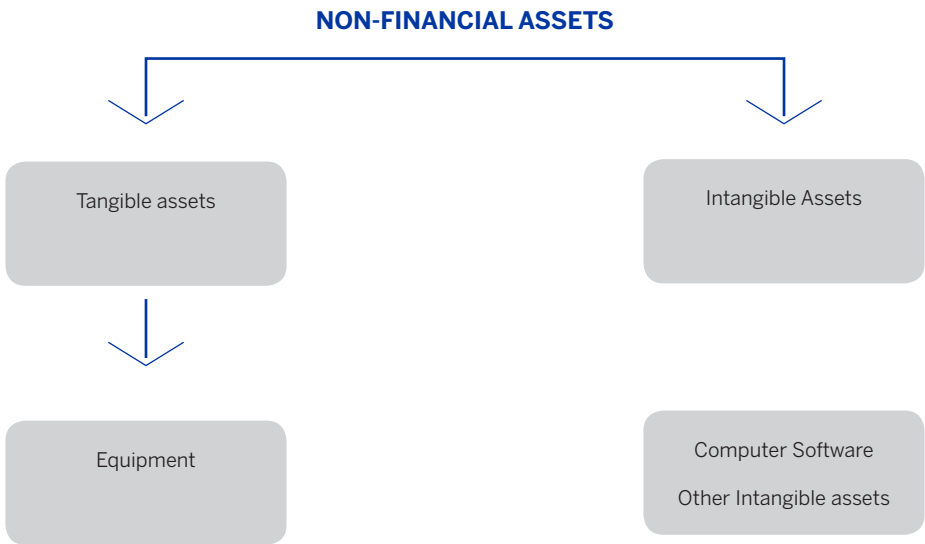 NON-FINANCIAL ASSETS
Tangible assets
Intangible Assets
Equipment
Computer Software
Other Intangible assets